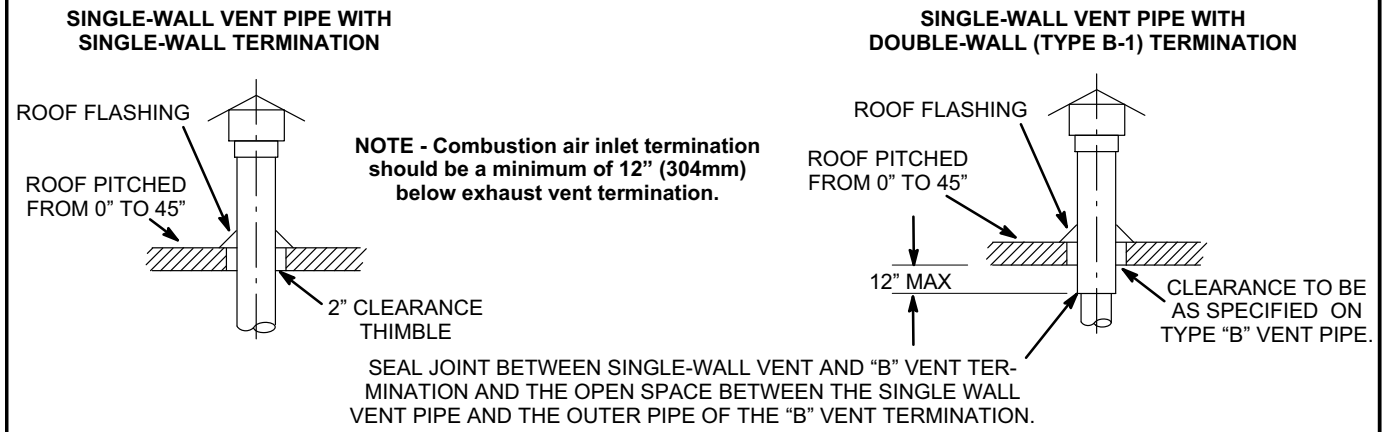 SINGLE-WALL VENT PIPE WITH
SINGLE-WALL TERMINATION
ROOF FLASHING
ROOF PITCHED
FROM 0” TO 45”
2” CLEARANCE
THIMBLE
NOTE - Combustion air inlet termination
should be a minimum of 12” (304mm)
below exhaust vent termination.
SINGLE-WALL VENT PIPE WITH
DOUBLE-WALL (TYPE B-1) TERMINATION
ROOF FLASHING
ROOF PITCHED
FROM 0” TO 45”
12” MAX
CLEARANCE TO BE
AS SPECIFIED ON
TYPE “B” VENT PIPE.
SEAL JOINT BETWEEN SINGLE-WALL VENT AND “B” VENT TER-
MINATION AND THE OPEN SPACE BETWEEN THE SINGLE WALL
VENT PIPE AND THE OUTER PIPE OF THE “B” VENT TERMINATION.